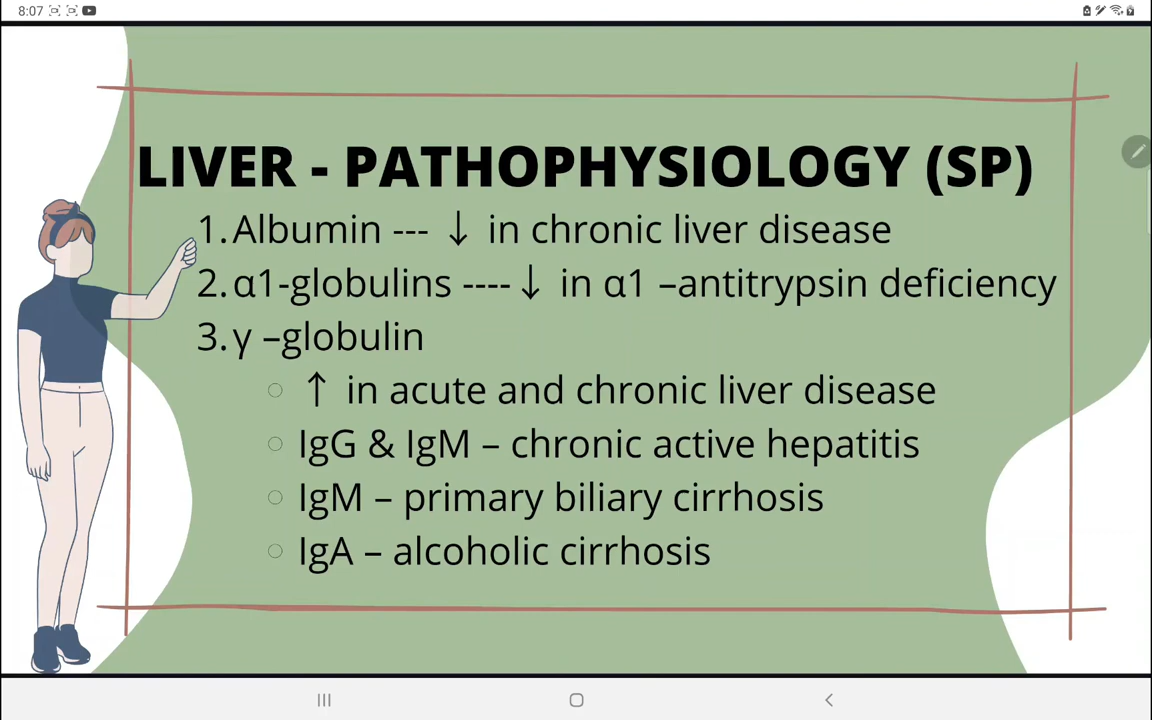 8:07
LIVER - PATHOPHYSIOLOGY (SP)
1. Albumin --- ↓ in chronic liver disease
2. α1-globulins ----↓ in α1 –antitrypsin deficiency
3. γ –globulin
○ ↑ in acute and chronic liver disease
○ IgG & IgM – chronic active hepatitis
○ IgM – primary biliary cirrhosis
○ IgA – alcoholic cirrhosis